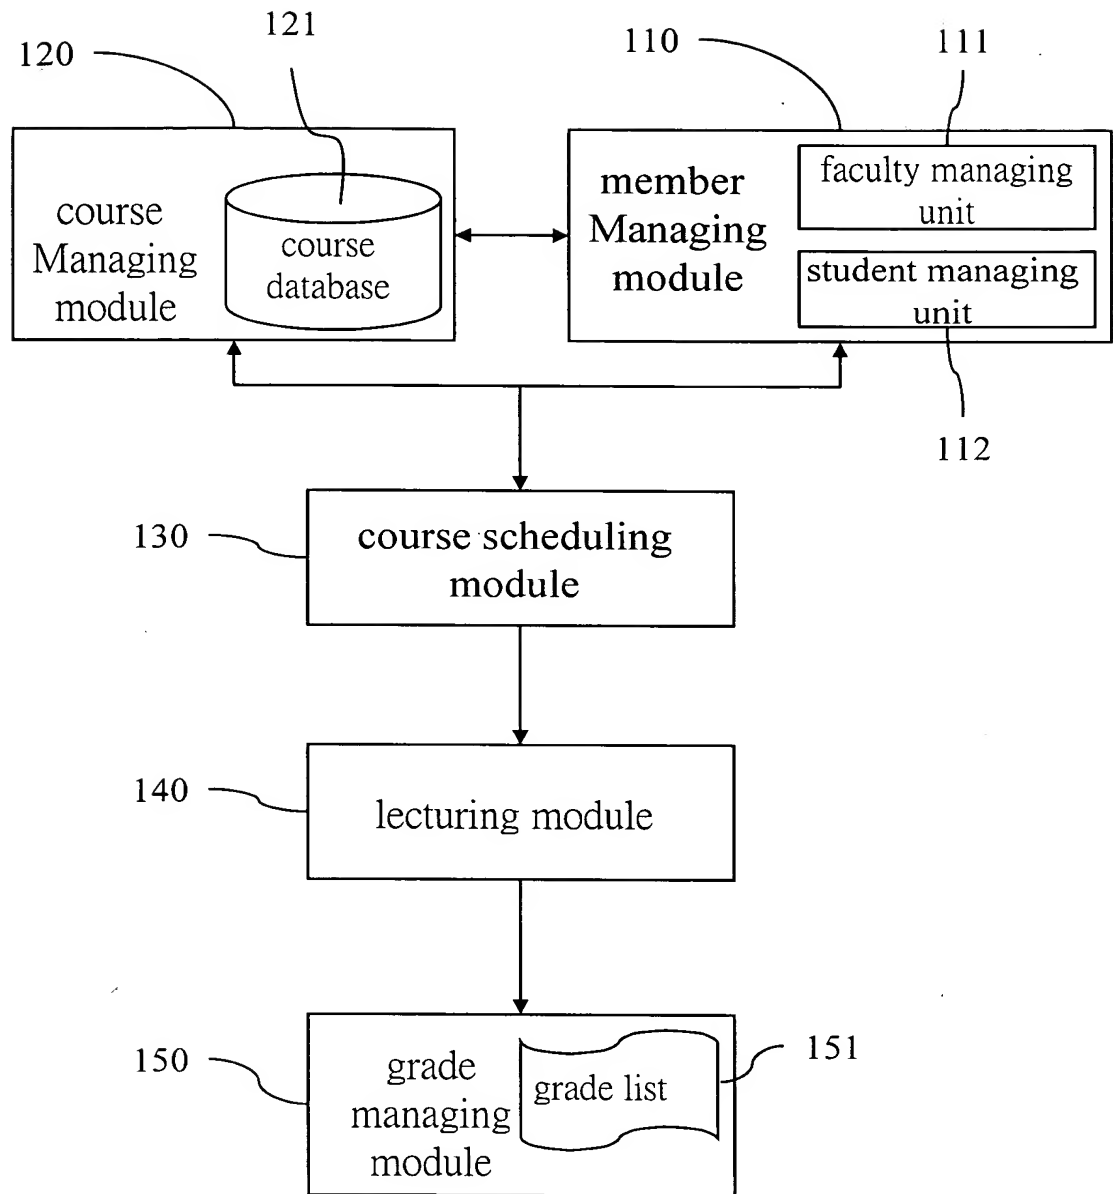 121
120
110
111
course
Managing
module
course
database
member
Managing
module
faculty managing
unit
student managing
unit
112
130
course scheduling
module
140
lecturing module
150
grade
managing
module
grade list
151